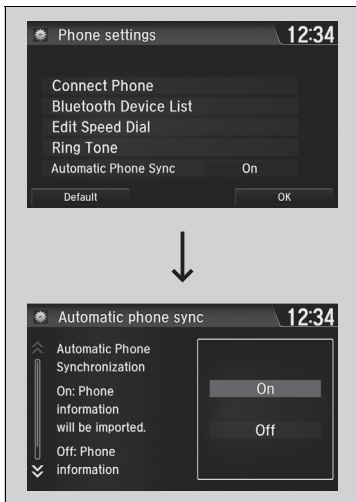 Phone settings 12:34
Connect Phone
Bluetooth Device List
Edit Speed Dial
Ring Tone
Automatic Phone Sync On
Default OK
Automatic phone sync 12:34
Automatic Phone
Synchronization
On: Phone
information
will be imported.
Off: Phone
information
On
Off